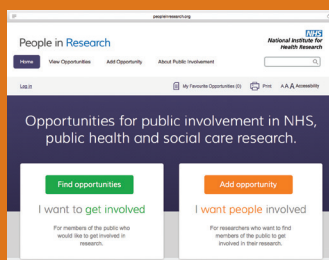 peopleinresearch.org
People in Research
NHS
National Institute for
Health Research
Home View Opportunities Add Opportunity About Public Involvement
Log in My Favourite Opportunities (0) Print A A A Accessibility
Opportunities for public involvement in NHS,
public health and social care research.
Find opportunities Add opportunity
I want to get involved I want people involved
For members of the public who For researchers who want to find
would like to get involved in members of the public to get
research. involved in their research.